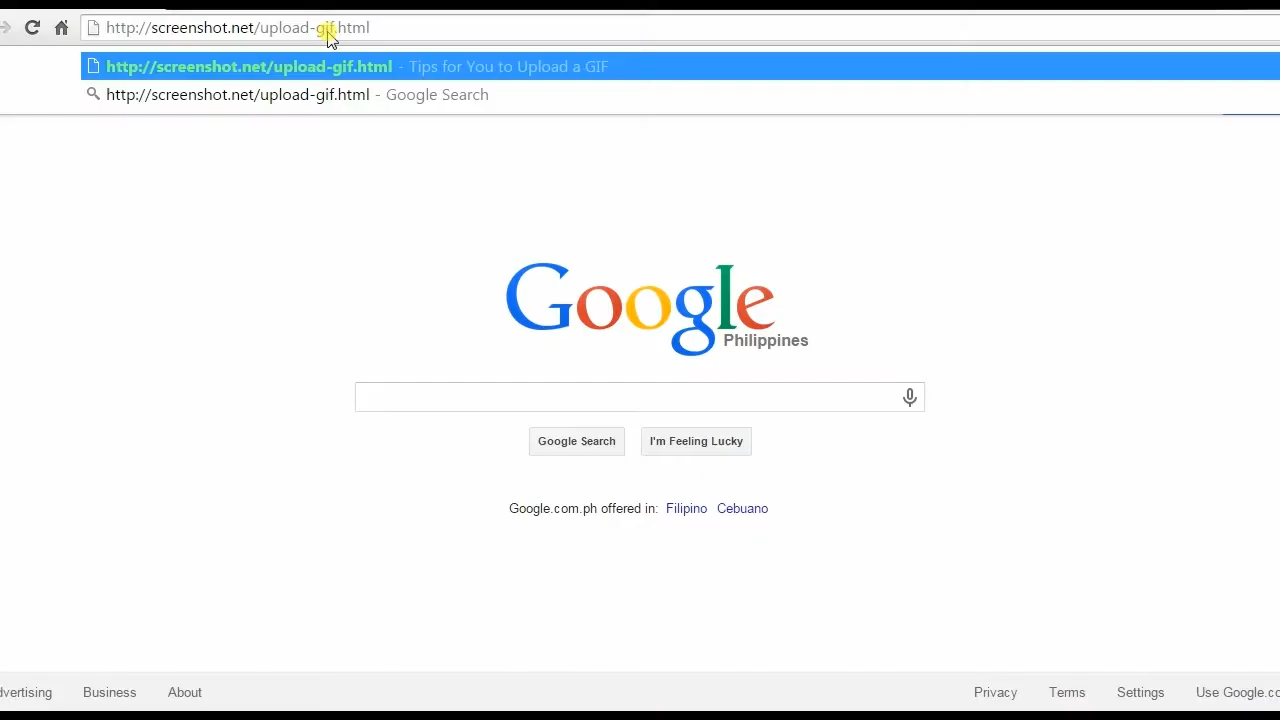 http://screenshot.net/upload-gif.html
http://screenshot.net/upload-gif.html - Tips for You to Upload a GIF
http://screenshot.net/upload-gif.html - Google Search
Google
Philippines
Google Search I'm Feeling Lucky
Google.com.ph offered in: Filipino Cebuano
dvertising Business About Privacy Terms Settings Use Google.co